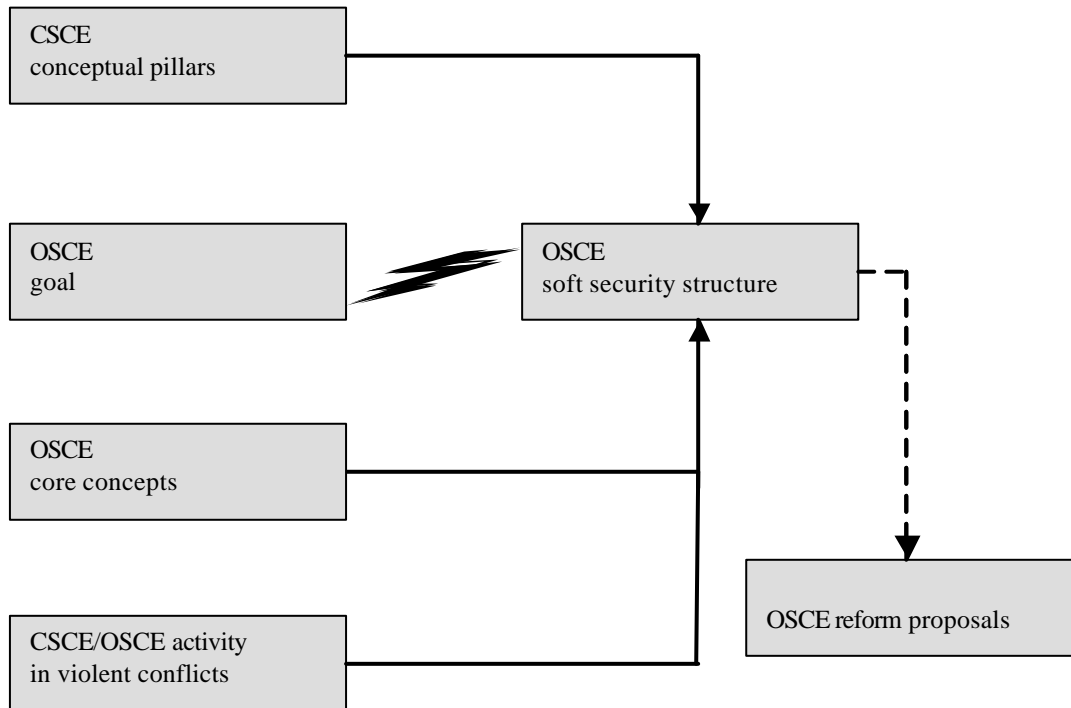 CSCE
conceptual pillars
OSCE
goal
OSCE
soft security structure
OSCE
core concepts
CSCE/OSCE activity
in violent conflicts
OSCE reform proposals